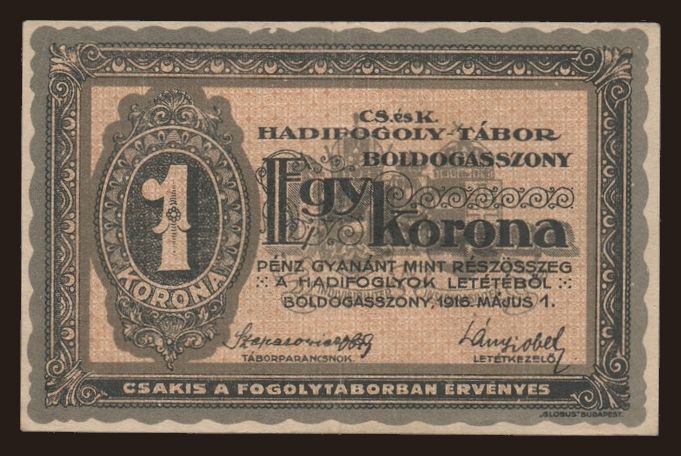 CS. és K.
HADIFOGOLY-TÁBOR
BOLDOGASSZONY
Egy
Korona
1
KORONA
PÉNZ GYANÁNT MINT RÉSZÖSSZEG
A HADIFOGLYOK LETÉTÉBŐL
BOLDOGASSZONY, 1916. MÁJUS 1.
TÁBORPARANCSNOK.
LETÉTKEZELŐ.
CSAKIS A FOGOLYTÁBORBAN ÉRVÉNYES
„GLOBUS" BUDAPEST.